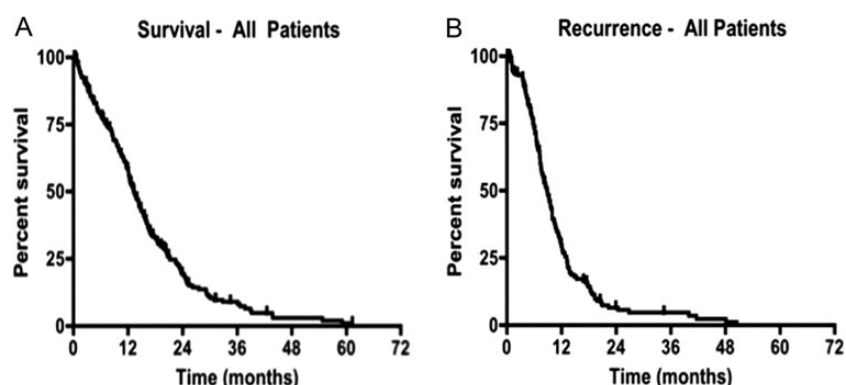 A
Survival - All Patients
Percent survival
100
75
50
25
0
0 12 24 36 48 60 72
Time (months)
B
Recurrence - All Patients
Percent survival
100
75
50
25
0
0 12 24 36 48 60 72
Time (months)